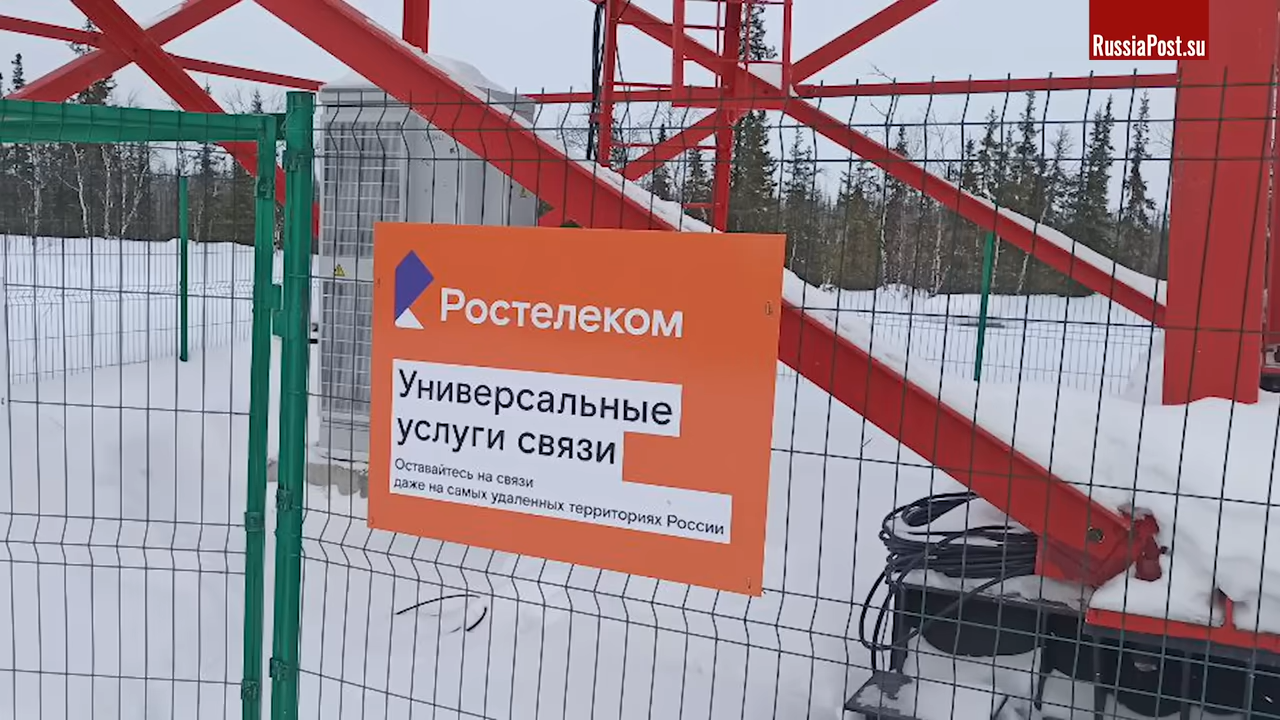 RussiaPost.su
Ростелеком
Универсальные
услуги связи
Оставайтесь на связи
даже на самых удаленных территориях России